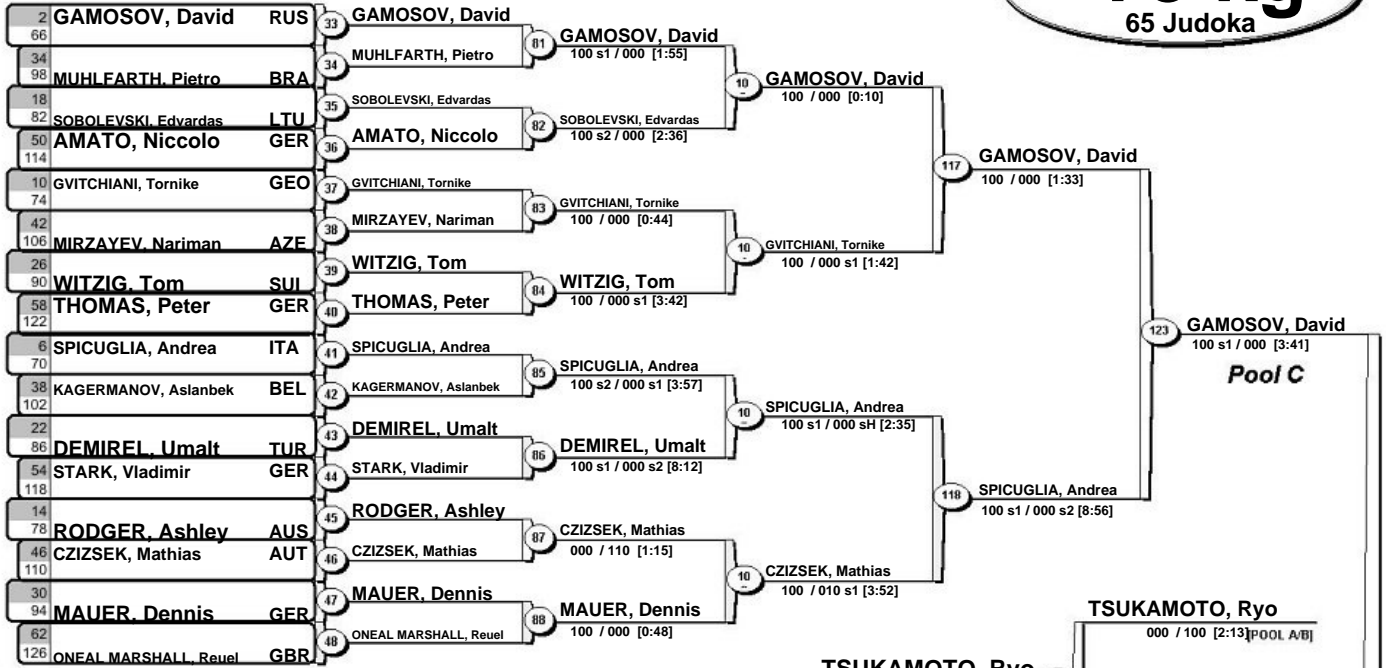 2 GAMOSOV, David RUS
66
34
98 MUHLFARTH, Pietro BRA
18
82 SOBOLEVSKI, Edvardas LTU
50 AMATO, Niccolo GER
114
10 GVITCHIANI, Tornike GEO
74
42
106 MIRZAYEV, Nariman AZE
26
90 WITZIG, Tom SUI
58 THOMAS, Peter GER
122
6 SPICUGLIA, Andrea ITA
70
38 KAGERMANOV, Aslanbek BEL
102
22
86 DEMIREL, Umalt TUR
54 STARK, Vladimir GER
118
14
78 RODGER, Ashley AUS
46 CZIZSEK, Mathias AUT
110
30
94 MAUER, Dennis GER
62
126 ONEAL MARSHALL, Reuel GBR
33 GAMOSOV, David
34 MUHLFARTH, Pietro
35 SOBOLEVSKI, Edvardas
36 AMATO, Niccolo
37 GVITCHIANI, Tornike
38 MIRZAYEV, Nariman
39 WITZIG, Tom
40 THOMAS, Peter
41 SPICUGLIA, Andrea
42 KAGERMANOV, Aslanbek
43 DEMIREL, Umalt
44 STARK, Vladimir
45 RODGER, Ashley
46 CZIZSEK, Mathias
47 MAUER, Dennis
48 ONEAL MARSHALL, Reuel
81 GAMOSOV, David
100 s1 / 000 [1:55]
82 SOBOLEVSKI, Edvardas
100 s2 / 000 [2:36]
83 GVITCHIANI, Tornike
100 / 000 [0:44]
84 WITZIG, Tom
100 / 000 s1 [3:42]
85 SPICUGLIA, Andrea
100 s2 / 000 s1 [3:57]
86 DEMIREL, Umalt
100 s1 / 000 s2 [8:12]
87 CZIZSEK, Mathias
000 / 110 [1:15]
88 MAUER, Dennis
100 / 000 [0:48]
10 GAMOSOV, David
100 / 000 [0:10]
10 GVITCHIANI, Tornike
100 / 000 s1 [1:42]
10 SPICUGLIA, Andrea
100 s1 / 000 sH [2:35]
10 CZIZSEK, Mathias
100 / 010 s1 [3:52]
117 GAMOSOV, David
100 / 000 [1:33]
118 SPICUGLIA, Andrea
100 s1 / 000 s2 [8:56]
123 GAMOSOV, David
100 s1 / 000 [3:41]
Pool C
65 Judoka
TSUKAMOTO, Ryo
000 / 100 [2:13] [POOL A/B]
TSUKAMOTO, Ryo